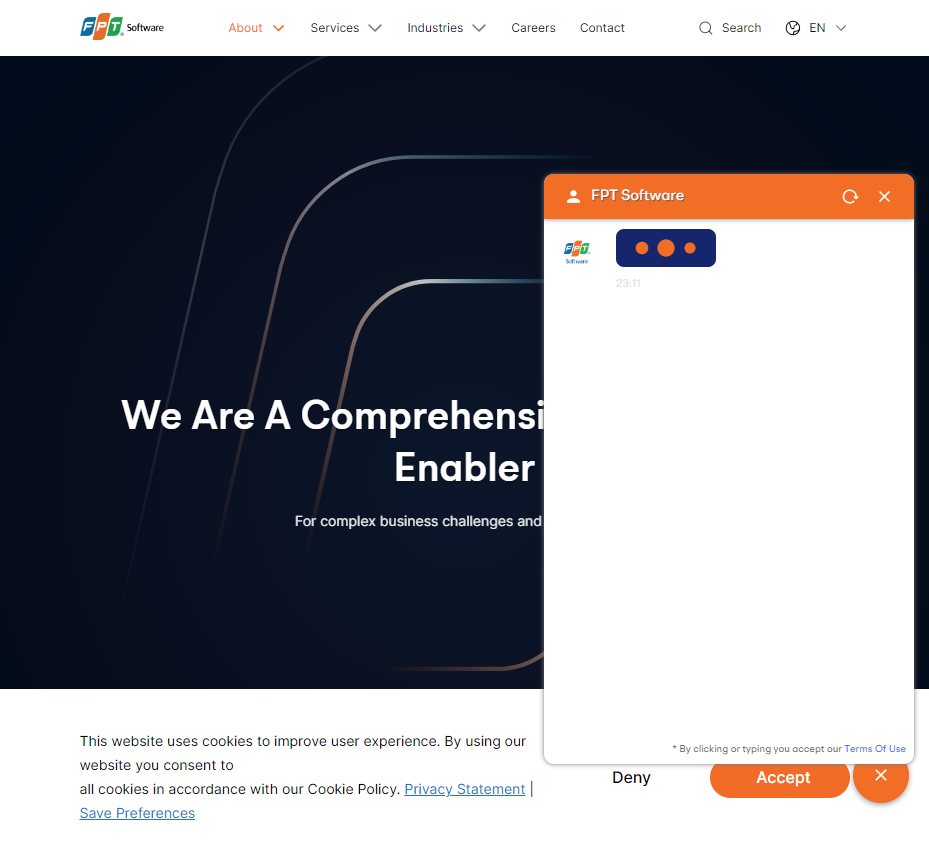 FPT Software
About
Services
Industries
Careers
Contact
Search
EN
FPT Software
FPT
Software
23:11
We Are A Comprehensi
Enabler
For complex business challenges and
* By clicking or typing you accept our Terms Of Use
This website uses cookies to improve user experience. By using our
website you consent to
all cookies in accordance with our Cookie Policy. Privacy Statement |
Save Preferences
Deny
Accept